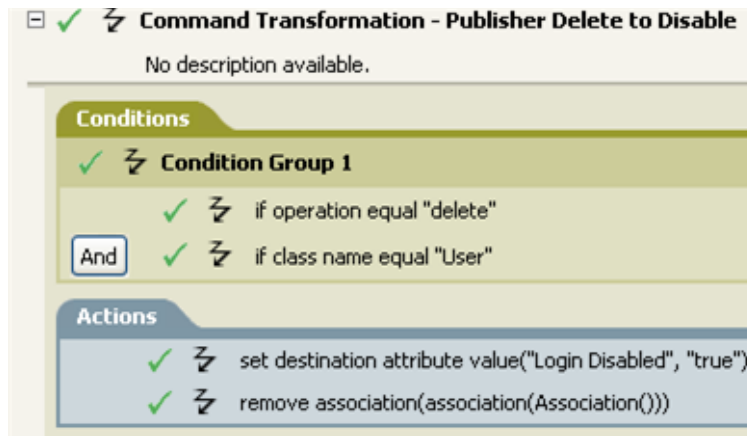 Command Transformation - Publisher Delete to Disable
No description available.
Conditions
Condition Group 1
if operation equal "delete"
And if class name equal "User"
Actions
set destination attribute value("Login Disabled", "true")
remove association(association(Association()))